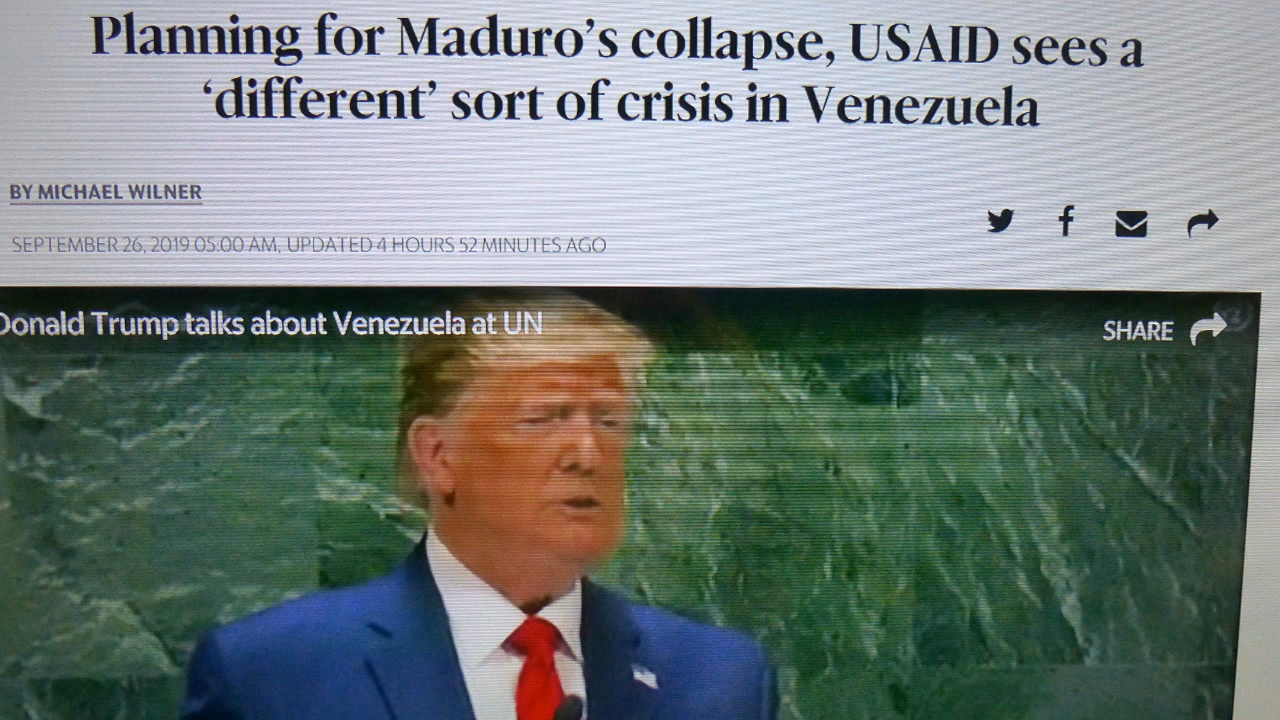 Planning for Maduro’s collapse, USAID sees a
‘different’ sort of crisis in Venezuela
BY MICHAEL WILNER
SEPTEMBER 26, 2019 05:00 AM, UPDATED 4 HOURS 52 MINUTES AGO
Donald Trump talks about Venezuela at UN
SHARE